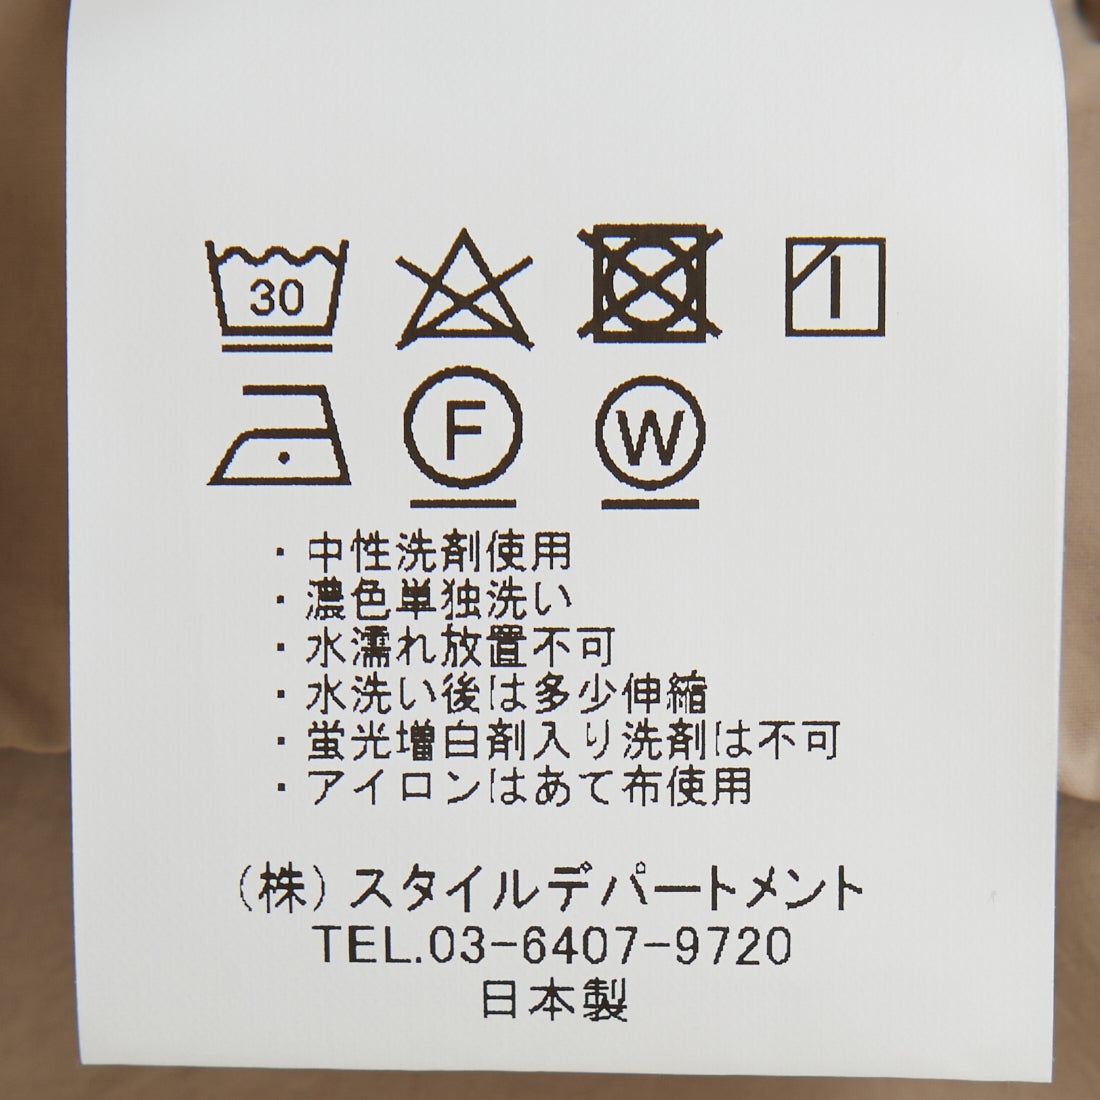 30
F W
・中性洗剤使用
・濃色単独洗い
・水濡れ放置不可
・水洗い後は多少伸縮
・蛍光増白剤入り洗剤は不可
・アイロンはあて布使用
(株)スタイルデパートメント
TEL.03-6407-9720
日本製